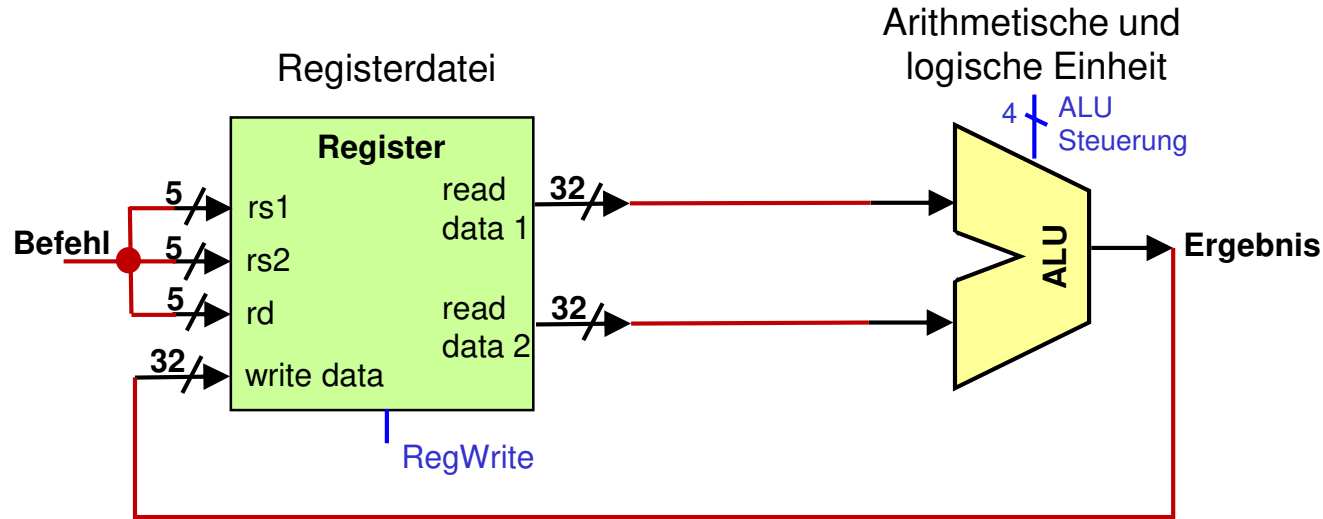 Arithmetische und
logische Einheit
Registerdatei
4
ALU
Steuerung
Register
5
rs1
read
data 1
32
Befehl
5
rs2
5
rd
read
data 2
32
32
write data
ALU
Ergebnis
RegWrite